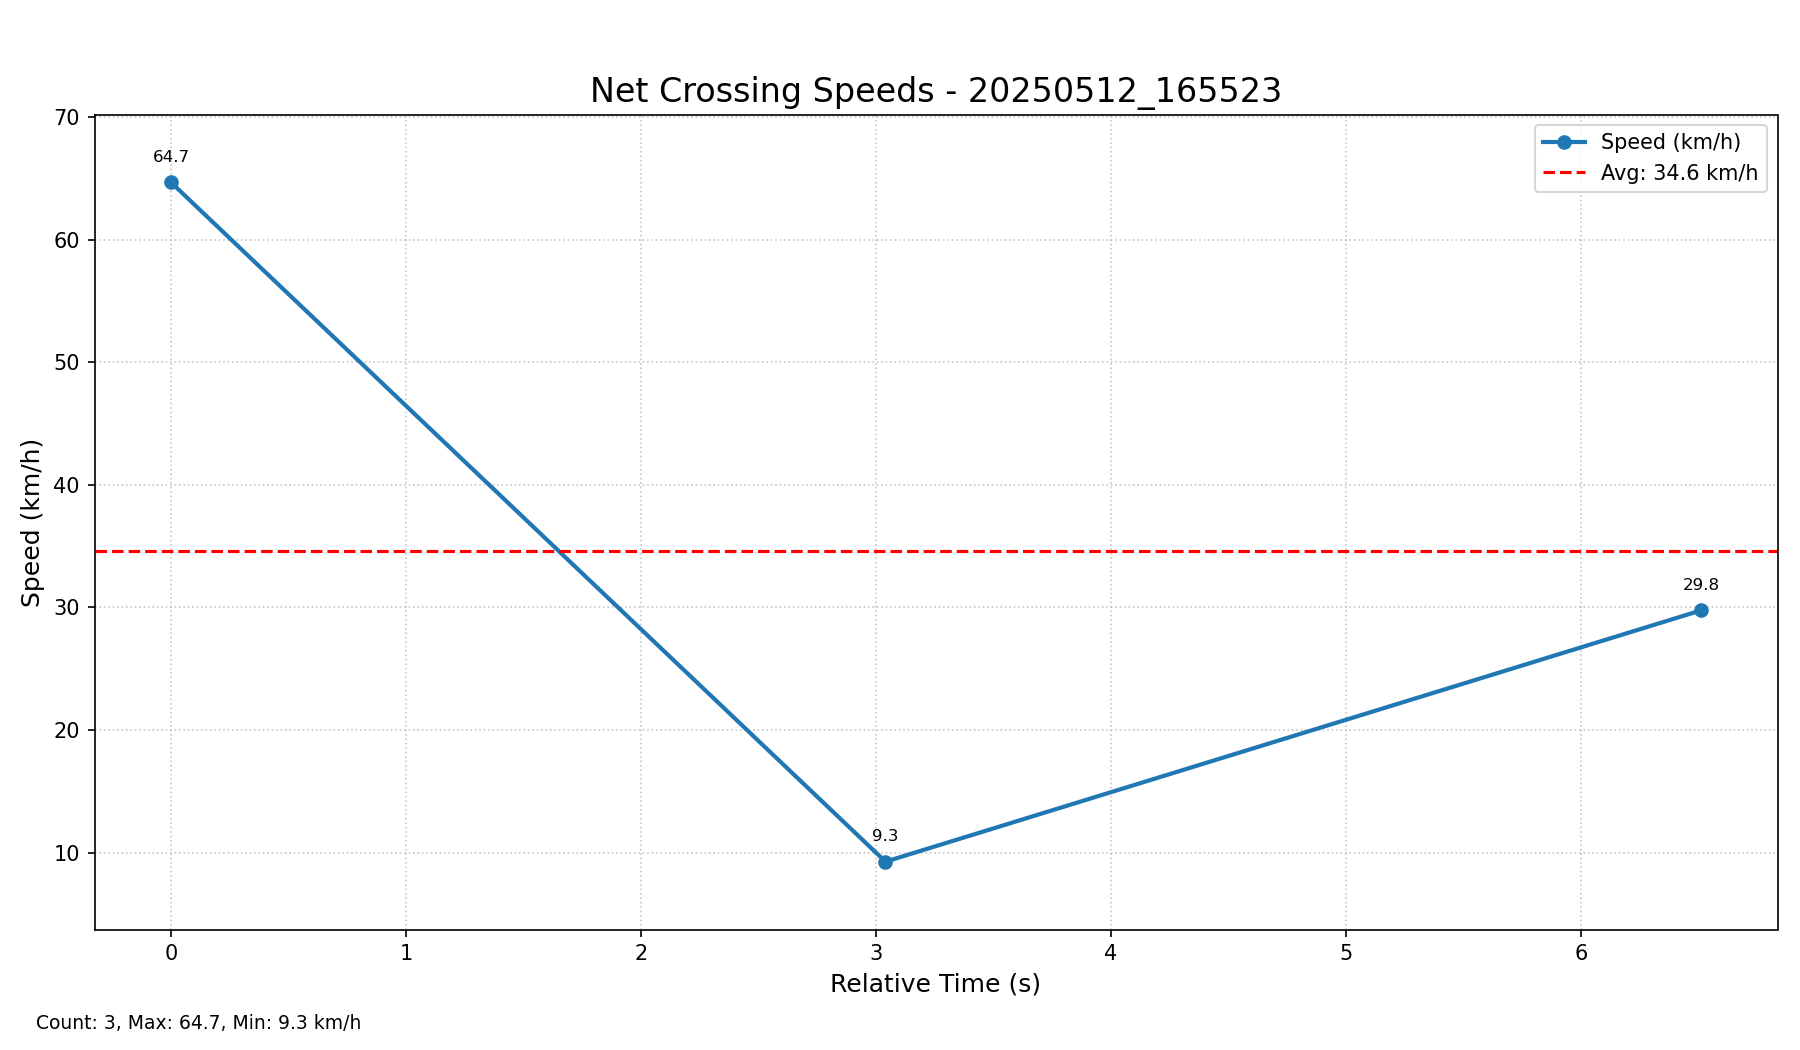 Net Crossing Speeds - 20250512_165523
Speed (km/h)
Avg: 34.6 km/h
70
60
50
40
30
20
10
Speed (km/h)
64.7
9.3
29.8
0
1
2
3
4
5
6
Relative Time (s)
Count: 3, Max: 64.7, Min: 9.3 km/h